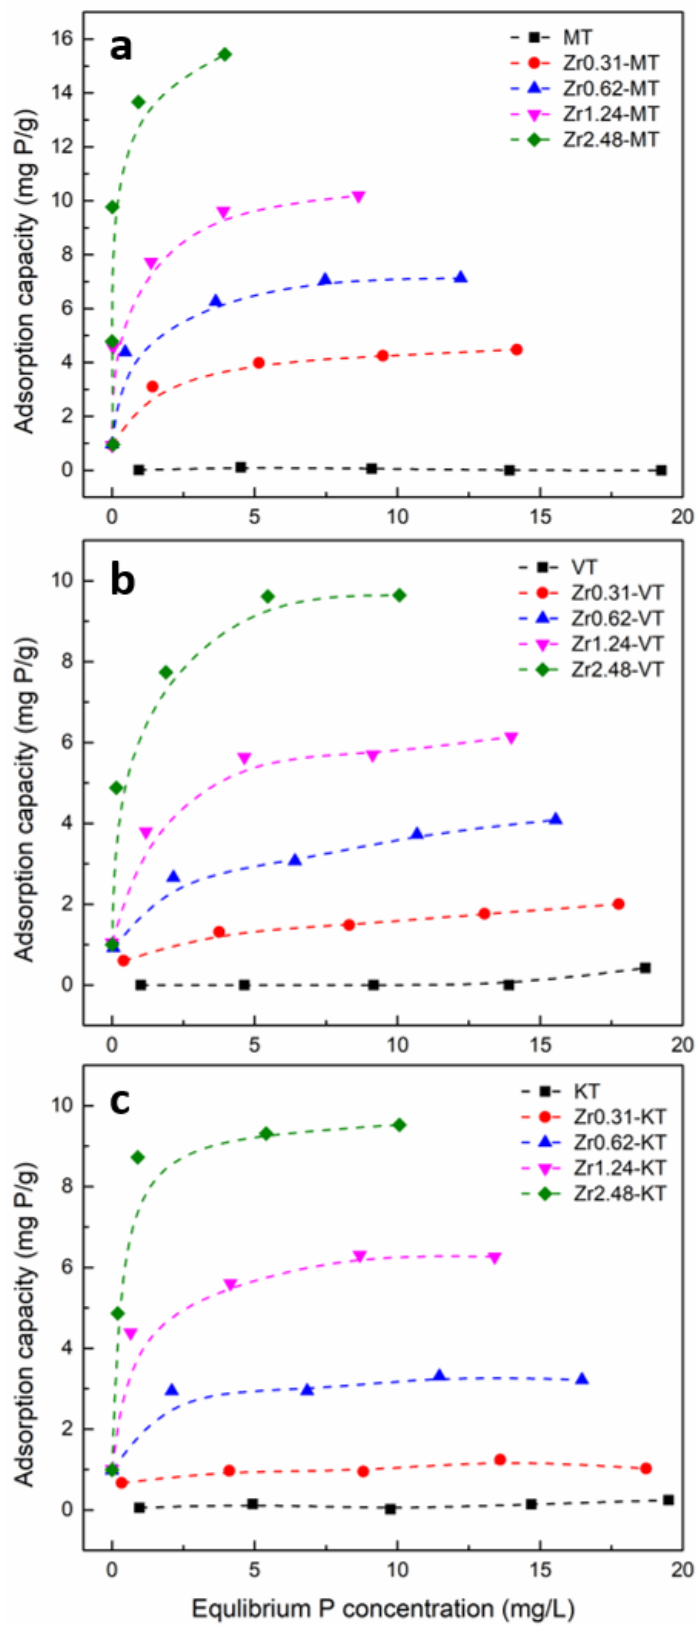 a
MT
Zr0.31-MT
Zr0.62-MT
Zr1.24-MT
Zr2.48-MT
Adsorption capacity (mg P/g)
16
14
12
10
8
6
4
2
0
0 5 10 15 20
b
VT
Zr0.31-VT
Zr0.62-VT
Zr1.24-VT
Zr2.48-VT
Adsorption capacity (mg P/g)
10
8
6
4
2
0
0 5 10 15 20
c
KT
Zr0.31-KT
Zr0.62-KT
Zr1.24-KT
Zr2.48-KT
Adsorption capacity (mg P/g)
10
8
6
4
2
0
0 5 10 15 20
Equlibrium P concentration (mg/L)